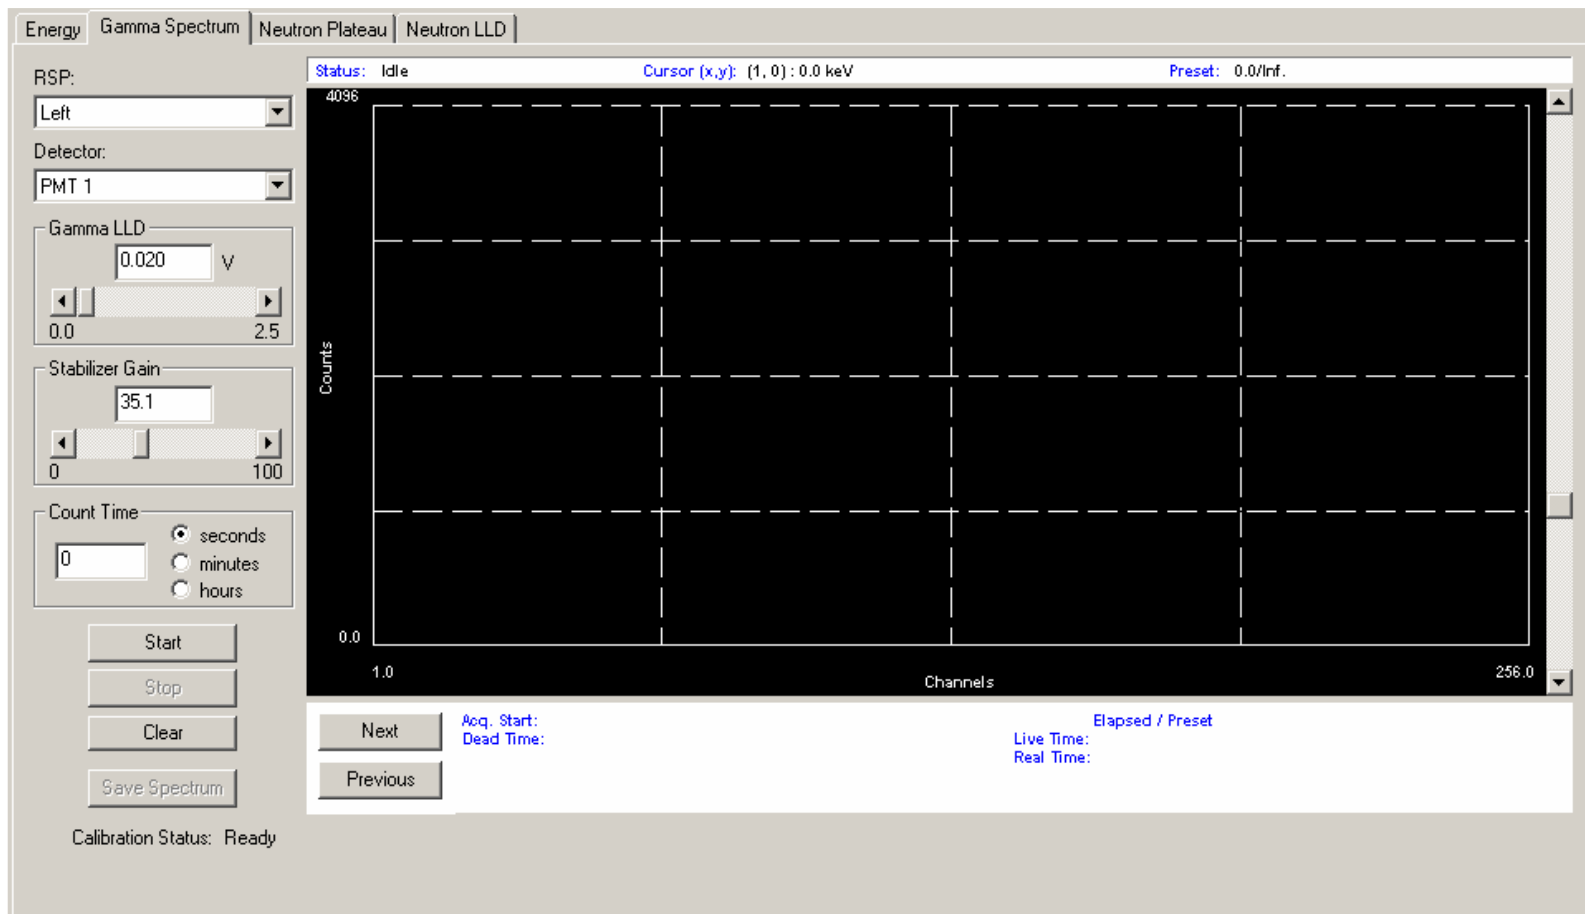 Energy Gamma Spectrum Neutron Plateau Neutron LLD
RSP:
Left
Detector:
PMT 1
Gamma LLD
0.020 V
0.0 2.5
Stabilizer Gain
35.1
0 100
Count Time
0
seconds
minutes
hours
Start
Stop
Clear
Save Spectrum
Calibration Status: Ready
Status: Idle Cursor (x,y): (1, 0) : 0.0 keV Preset: 0.0/Inf.
4096
Counts
0.0
1.0 256.0
Channels
Next
Previous
Acq. Start:
Dead Time:
Elapsed / Preset
Live Time:
Real Time: